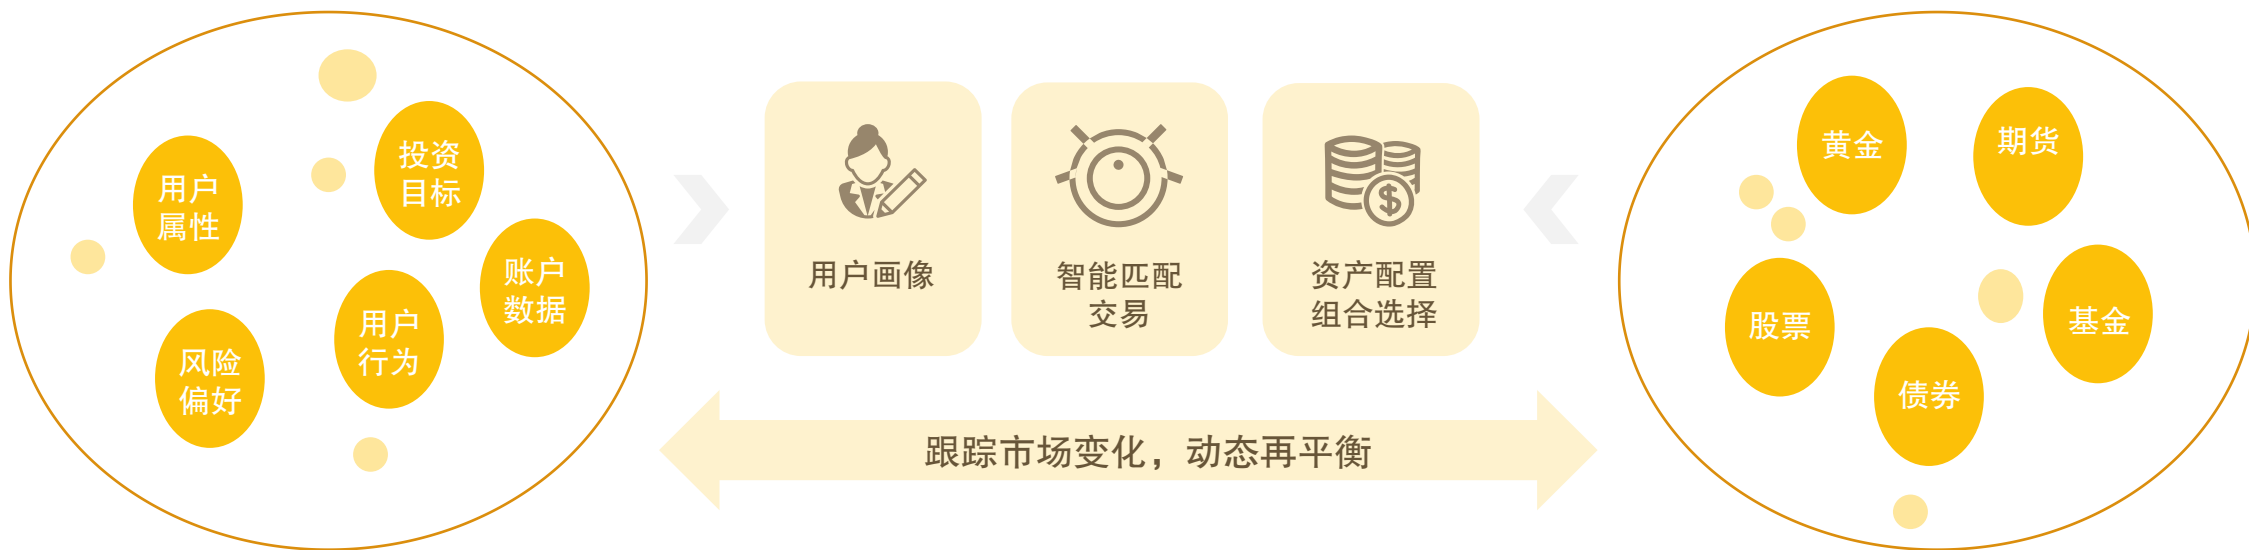 用户
属性
投资
目标
账户
数据
风险
偏好
用户
行为
用户画像
智能匹配
交易
资产配置
组合选择
跟踪市场变化，动态再平衡
黄金
期货
股票
债券
基金